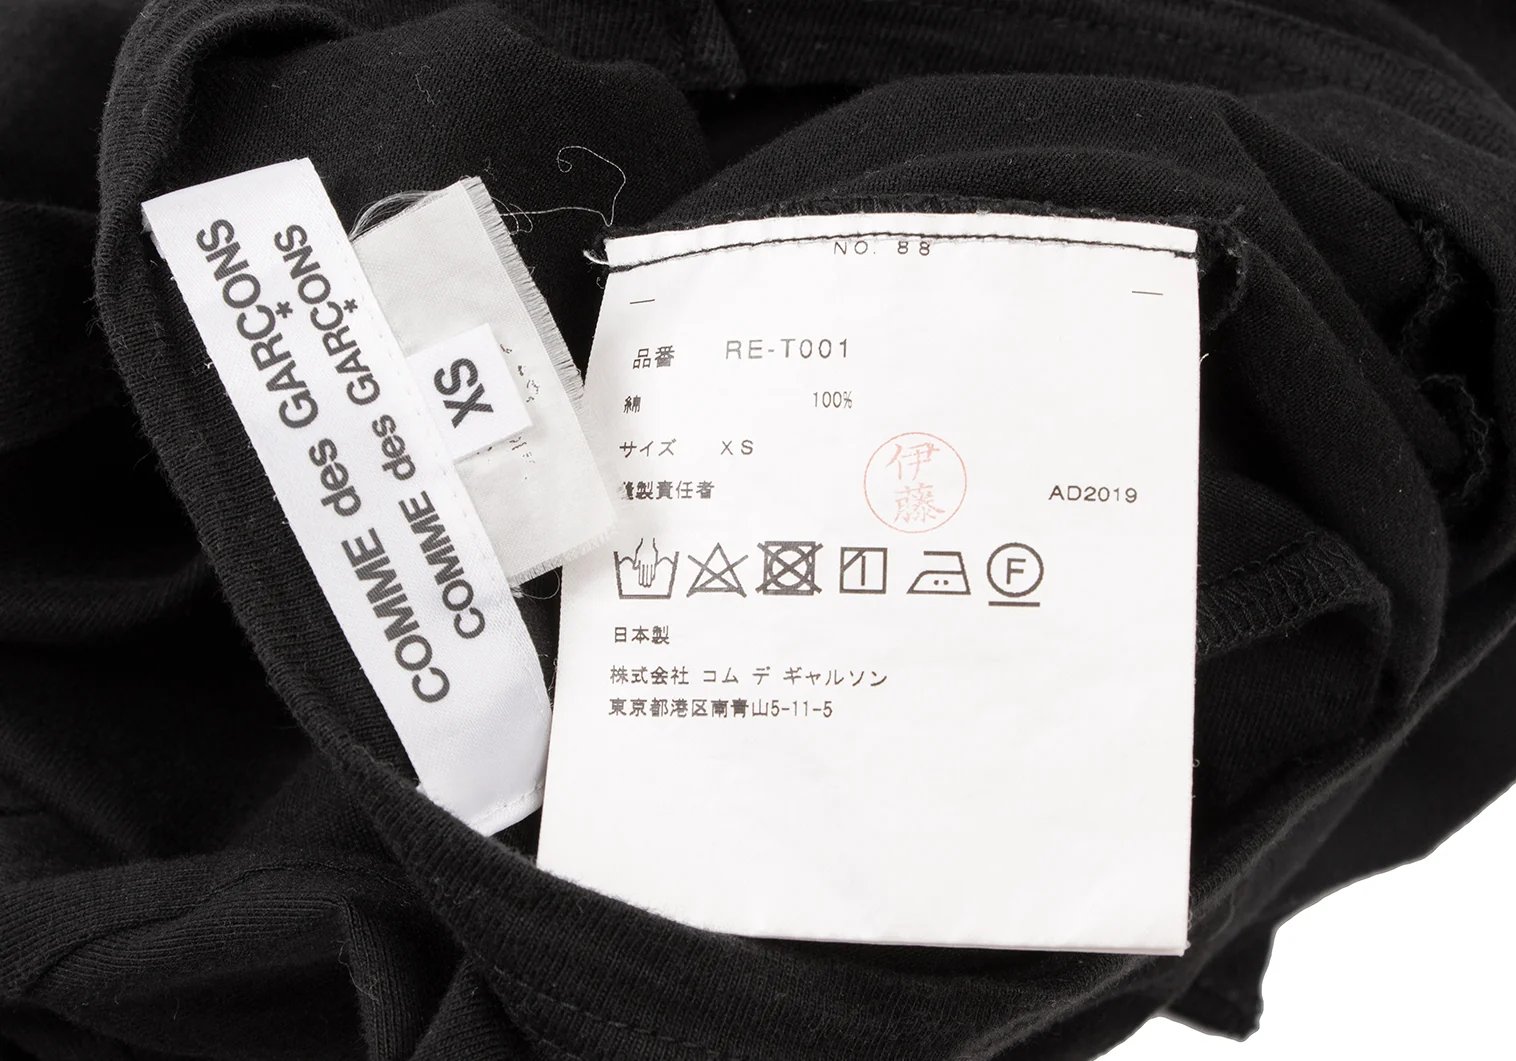 COMME des GARÇONS
COMME des GARÇONS
XS
NO. 88
品番 RE-T001
綿 100%
サイズ XS
縫製責任者 伊藤 AD2019
F
日本製
株式会社 コム デ ギャルソン
東京都港区南青山5-11-5